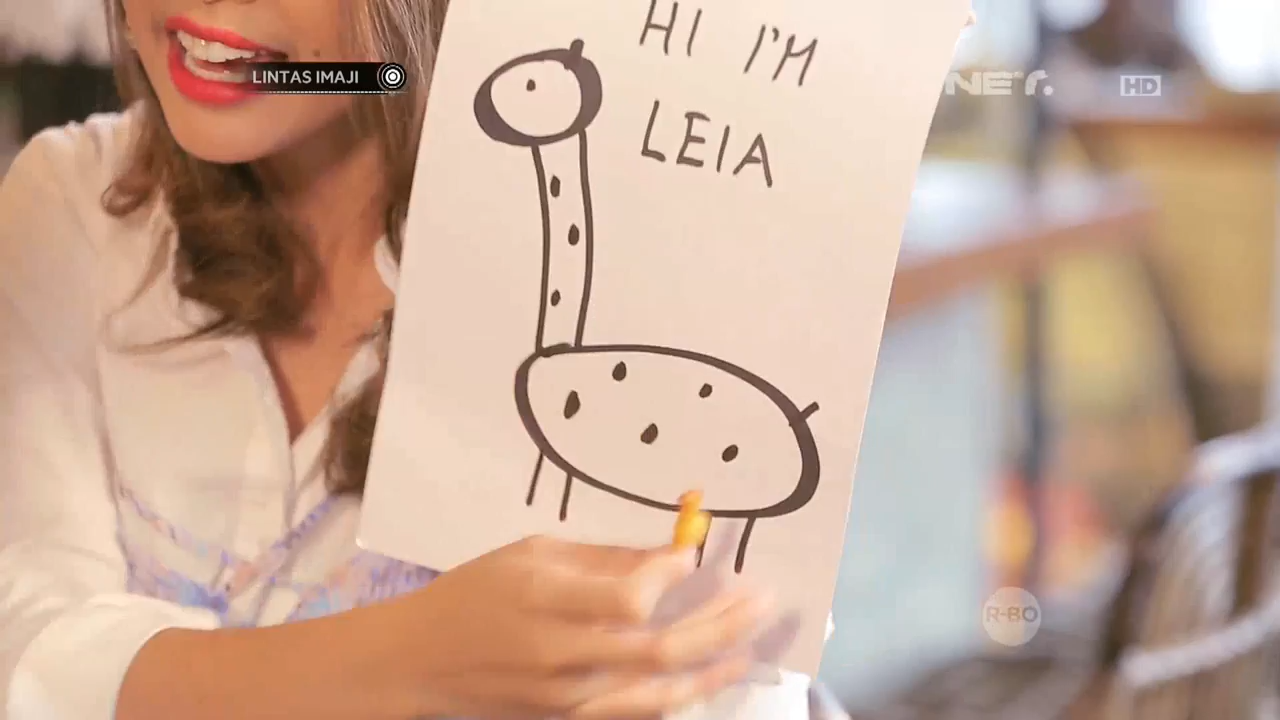 LINTAS IMAJI
HI I'M
LEIA
NET.
HD
R-BO